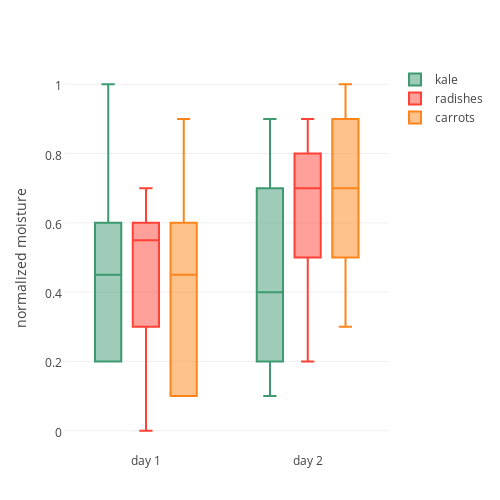 kale
radishes
carrots
normalized moisture
1
0.8
0.6
0.4
0.2
0
day 1
day 2